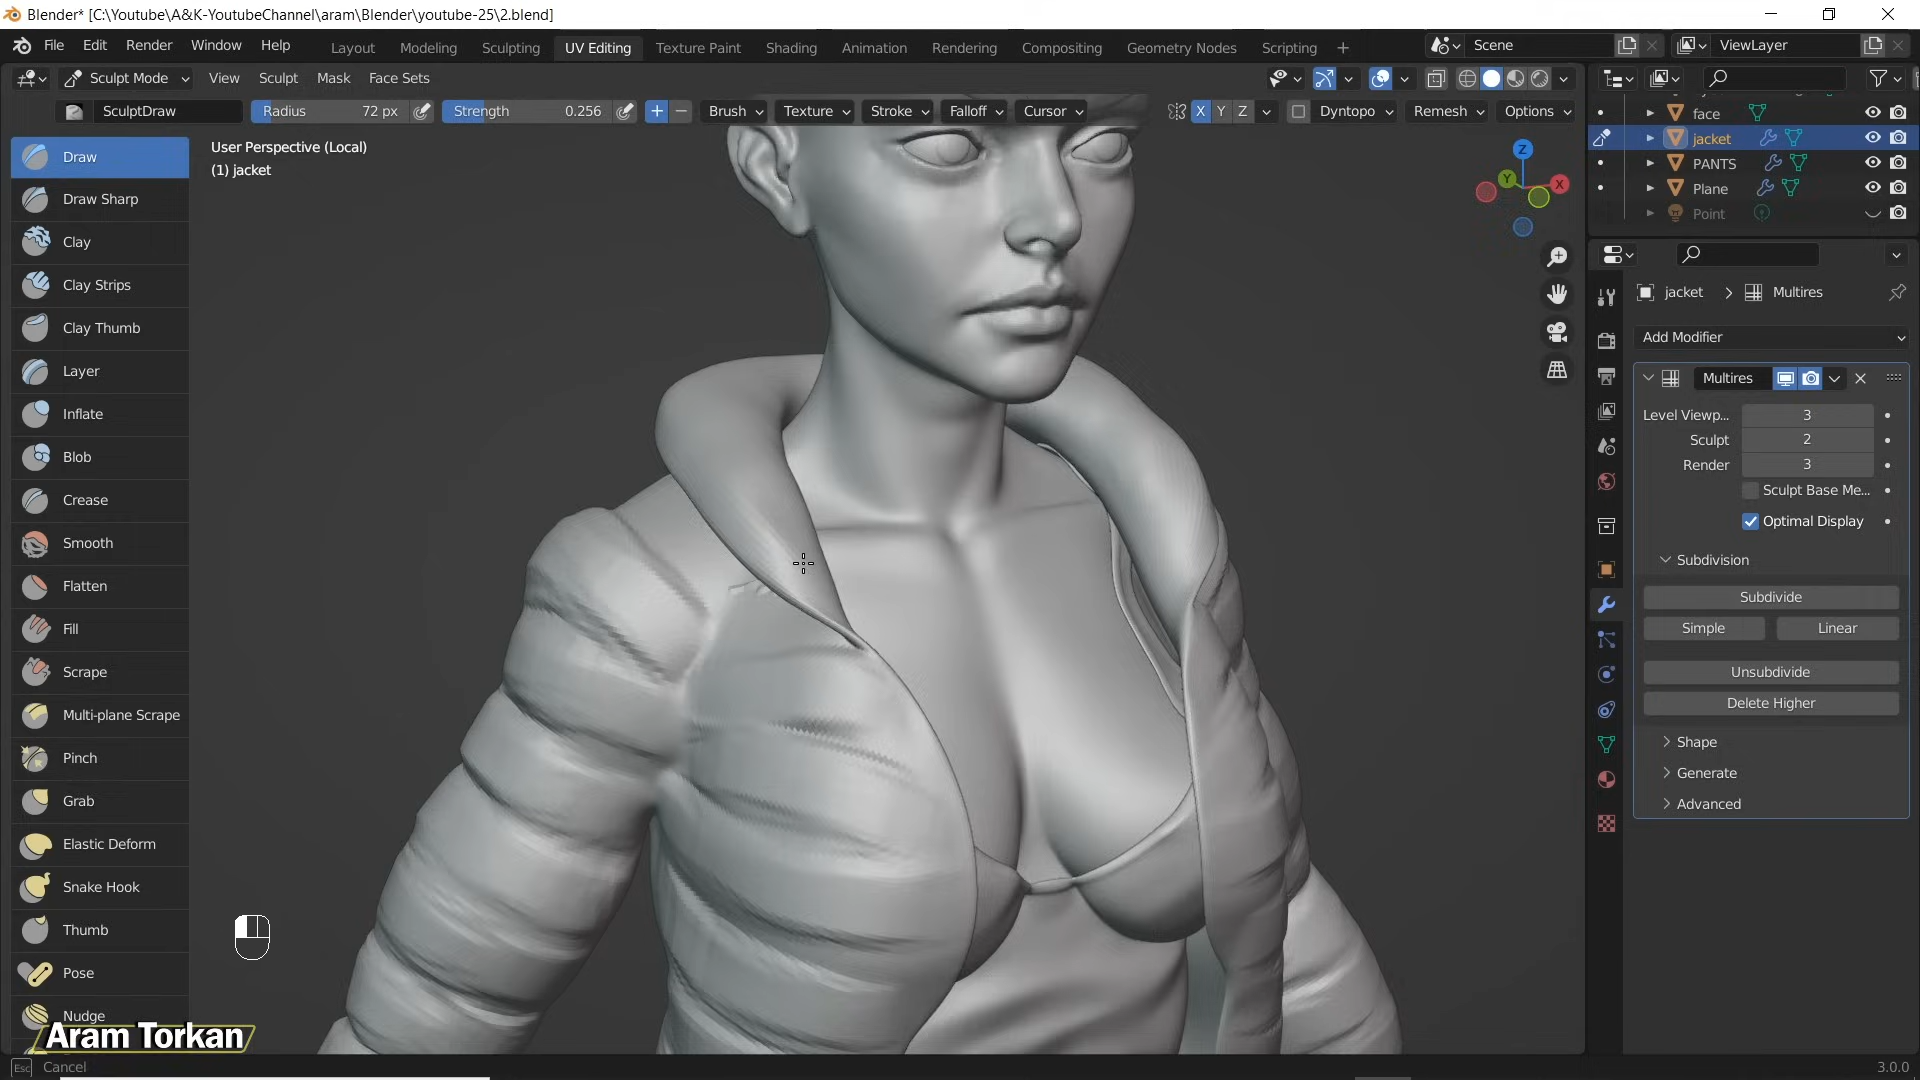 Blender* [C:\Youtube\A&K-YoutubeChannel\aram\Blender\youtube-25\2.blend]
File Edit Render Window Help Layout Modeling Sculpting UV Editing Texture Paint Shading Animation Rendering Compositing Geometry Nodes Scripting + Scene ViewLayer
Sculpt Mode View Sculpt Mask Face Sets
SculptDraw Radius 72 px Strength 0.256 + − Brush Texture Stroke Falloff Cursor X Y Z Dyntopo Remesh Options
User Perspective (Local)
(1) jacket
Z
Y
X
Draw
Draw Sharp
Clay
Clay Strips
Clay Thumb
Layer
Inflate
Blob
Crease
Smooth
Flatten
Fill
Scrape
Multi-plane Scrape
Pinch
Grab
Elastic Deform
Snake Hook
Thumb
Pose
Nudge
Aram Torkan
Esc Cancel
face
jacket
PANTS
Plane
Point
jacket > Multires
Add Modifier
Multires
Level Viewp... 3
Sculpt 2
Render 3
Sculpt Base Me...
Optimal Display
Subdivision
Subdivide
Simple Linear
Unsubdivide
Delete Higher
Shape
Generate
Advanced
3.0.0